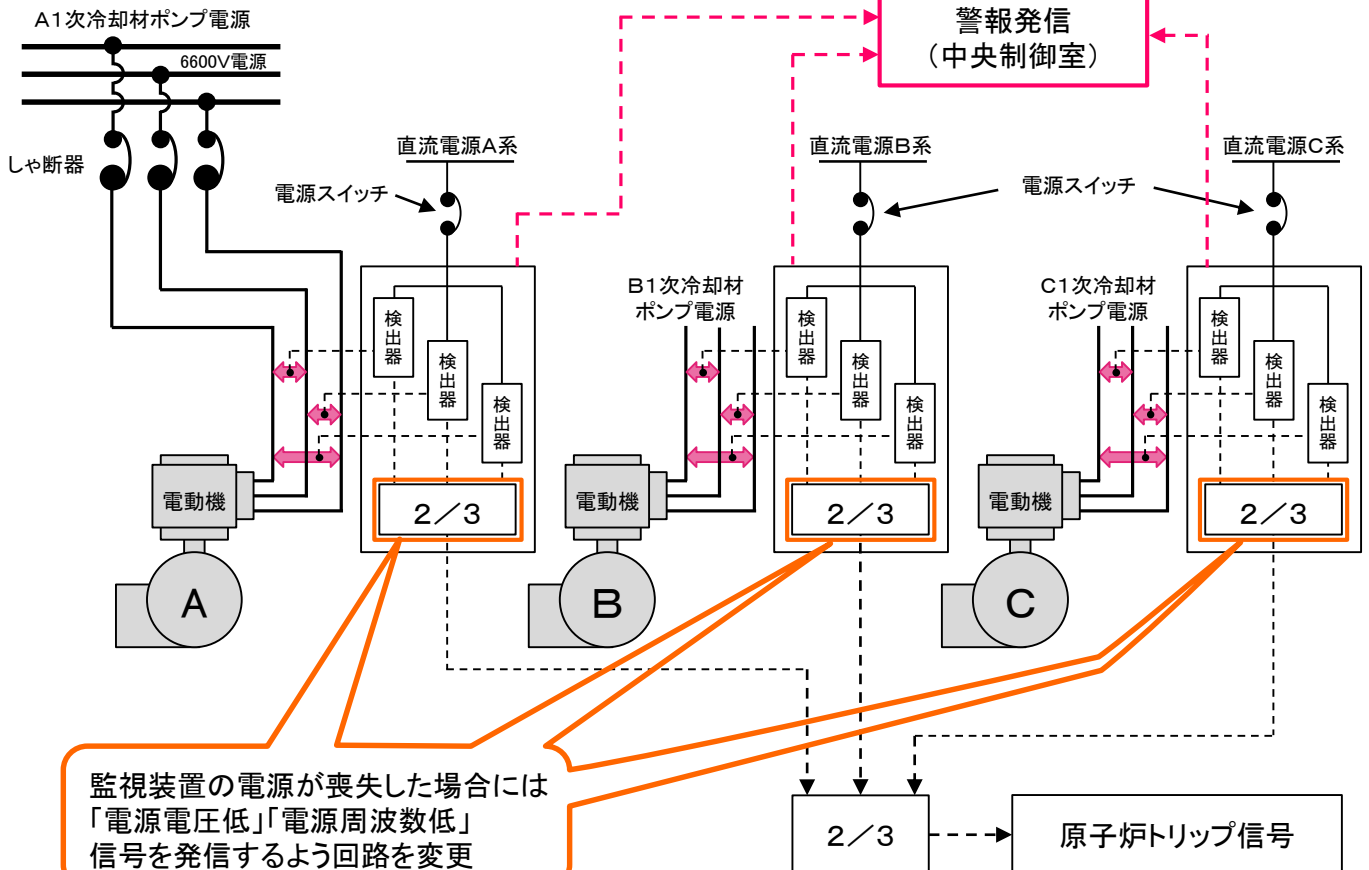 A1次冷却材ポンプ電源
6600V電源
しゃ断器
警報発信
(中央制御室)
直流電源A系
直流電源B系
直流電源C系
電源スイッチ
電源スイッチ
B1次冷却材
ポンプ電源
C1次冷却材
ポンプ電源
検出器
検出器
検出器
検出器
検出器
検出器
検出器
検出器
検出器
電動機
2/3
電動機
2/3
電動機
2/3
A
B
C
監視装置の電源が喪失した場合には
「電源電圧低」「電源周波数低」
信号を発信するよう回路を変更
2/3
原子炉トリップ信号